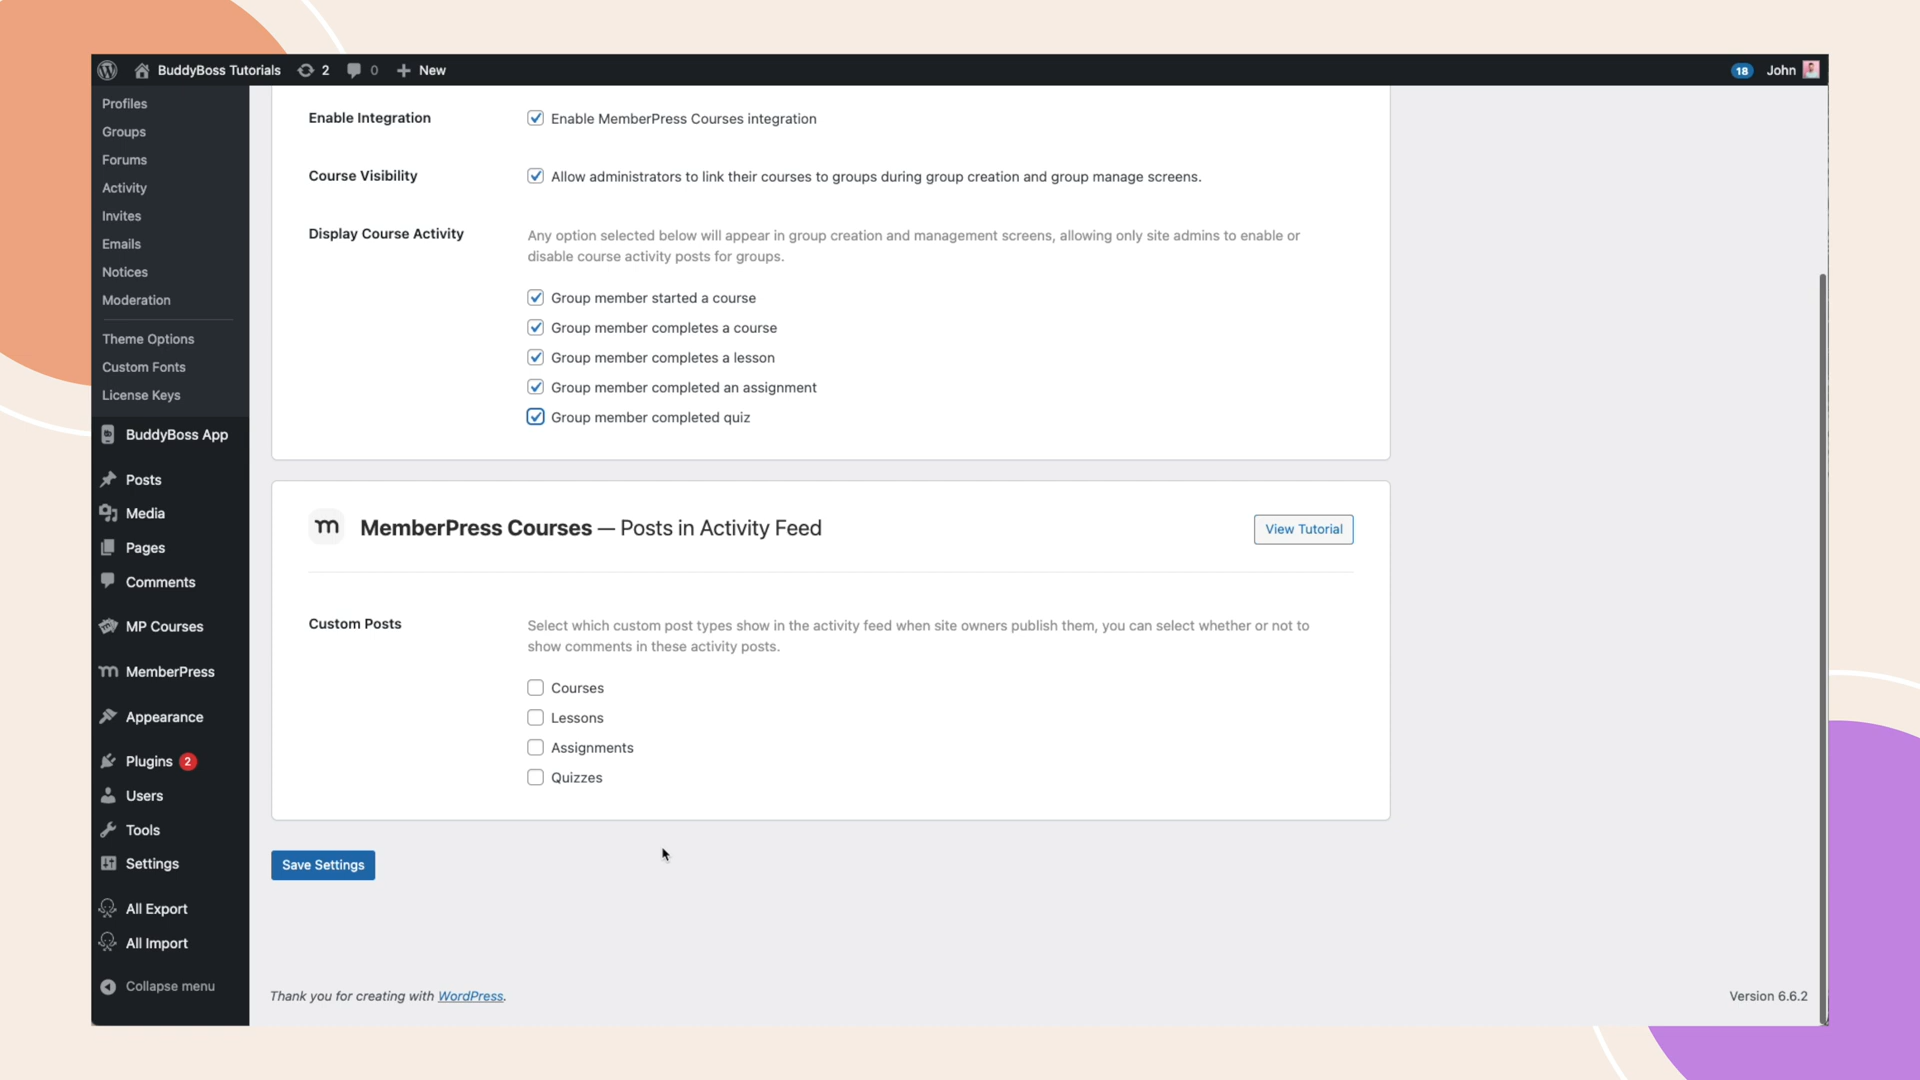 BuddyBoss Tutorials 2 0 New 18 John
Profiles
Groups
Forums
Activity
Invites
Emails
Notices
Moderation
Theme Options
Custom Fonts
License Keys
BuddyBoss App
Posts
Media
Pages
Comments
MP Courses
MemberPress
Appearance
Plugins 2
Users
Tools
Settings
All Export
All Import
Collapse menu
Enable Integration
Enable MemberPress Courses integration
Course Visibility
Allow administrators to link their courses to groups during group creation and group manage screens.
Display Course Activity
Any option selected below will appear in group creation and management screens, allowing only site admins to enable or
disable course activity posts for groups.
Group member started a course
Group member completes a course
Group member completes a lesson
Group member completed an assignment
Group member completed quiz
m MemberPress Courses — Posts in Activity Feed
View Tutorial
Custom Posts
Select which custom post types show in the activity feed when site owners publish them, you can select whether or not to
show comments in these activity posts.
Courses
Lessons
Assignments
Quizzes
Save Settings
Thank you for creating with WordPress.
Version 6.6.2